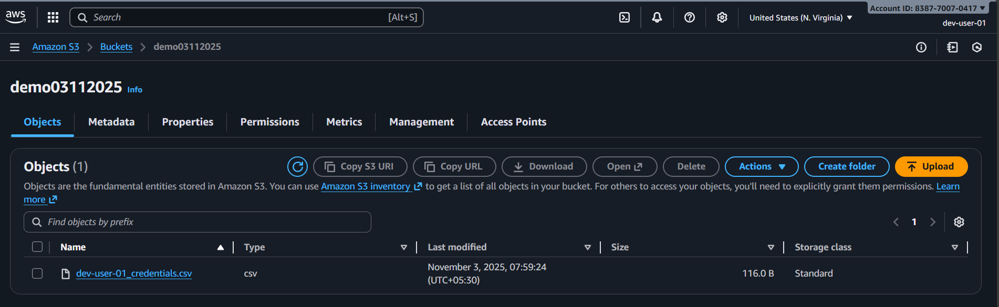 aws
Search [Alt+S]
United States (N. Virginia) ▼
Account ID: 8387-7007-0417 ▼
dev-user-01
Amazon S3 > Buckets > demo03112025
demo03112025 Info
Objects Metadata Properties Permissions Metrics Management Access Points
Objects (1) Copy S3 URI Copy URL Download Open Delete Actions ▼ Create folder Upload
Objects are the fundamental entities stored in Amazon S3. You can use Amazon S3 inventory to get a list of all objects in your bucket. For others to access your objects, you'll need to explicitly grant them permissions. Learn
more
Find objects by prefix
1
Name Type Last modified Size Storage class
dev-user-01_credentials.csv csv November 3, 2025, 07:59:24 116.0 B Standard
(UTC+05:30)